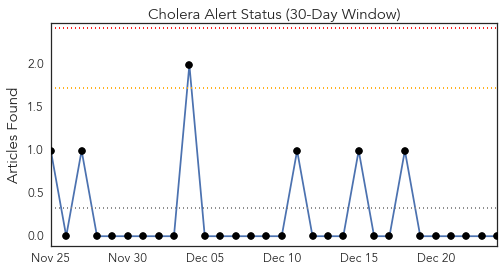 Cholera Alert Status (30-Day Window)
Articles Found
2.0
1.5
1.0
0.5
0.0
Nov 25 Nov 30 Dec 05 Dec 10 Dec 15 Dec 20